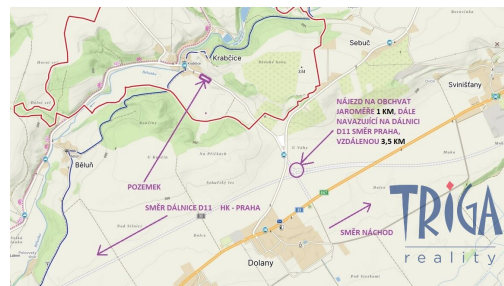 Krabčice
Sebuč
Svinišťany
334
NÁJEZD NA OBCHVAT
JAROMĚŘE 1 KM, DÁLE
NAVAZUJÍCÍ NA DÁLNICI
D11 SMĚR PRAHA,
VZDÁLENOU 3,5 KM
Běluň
POZEMEK
SMĚR DÁLNICE D11 HK - PRAHA
SMĚR NÁCHOD
Dolany
TRIGA
reality